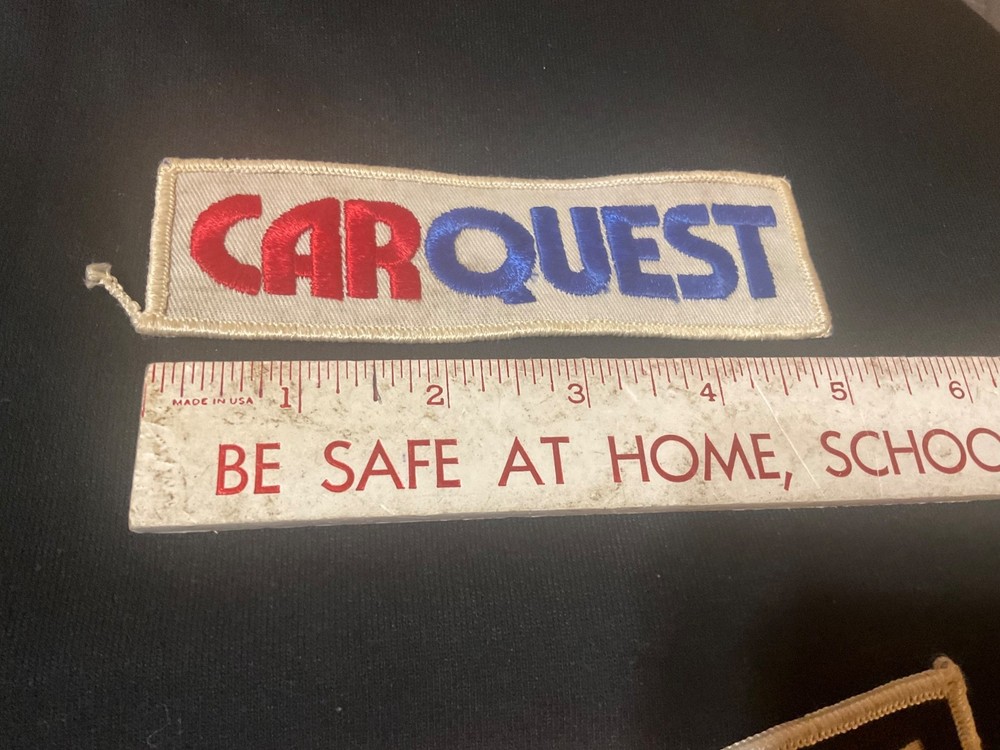 CARQUEST
1 2 3 4 5 6
MADE IN USA
BE SAFE AT HOME, SCHOO